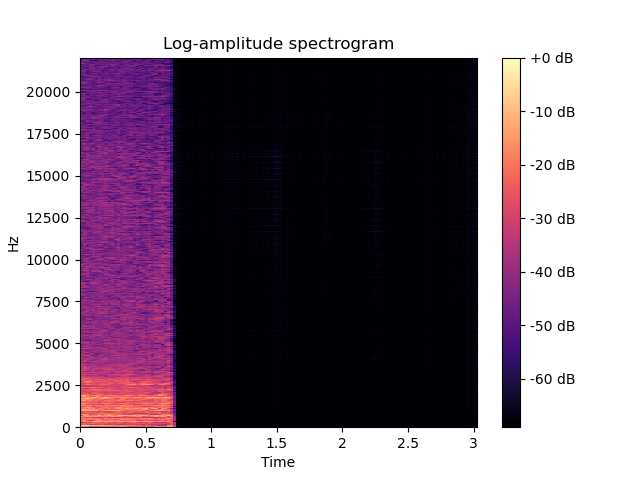 Log-amplitude spectrogram
+0 dB
20000
-10 dB
17500
-20 dB
15000
-30 dB
12500
Hz
10000
-40 dB
7500
-50 dB
5000
-60 dB
2500
0
0 0.5 1 1.5 2 2.5 3
Time